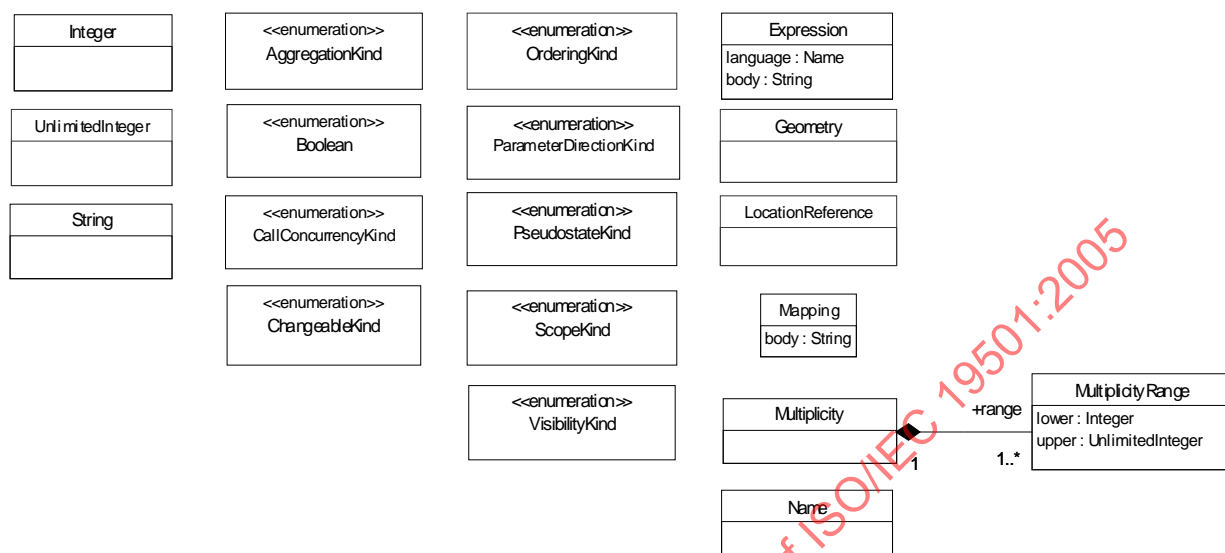 Integer
UnlimitedInteger
String
<<enumeration>>
AggregationKind
<<enumeration>>
Boolean
<<enumeration>>
CallConcurrencyKind
<<enumeration>>
ChangeableKind
<<enumeration>>
OrderingKind
<<enumeration>>
ParameterDirectionKind
<<enumeration>>
PseudostateKind
<<enumeration>>
ScopeKind
<<enumeration>>
VisibilityKind
Expression
language : Name
body : String
Geometry
LocationReference
Mapping
body : String
Multiplicity
1
+range
1..*
MultiplicityRange
lower : Integer
upper : UnlimitedInteger
Name
f ISO/IEC 19501:2005